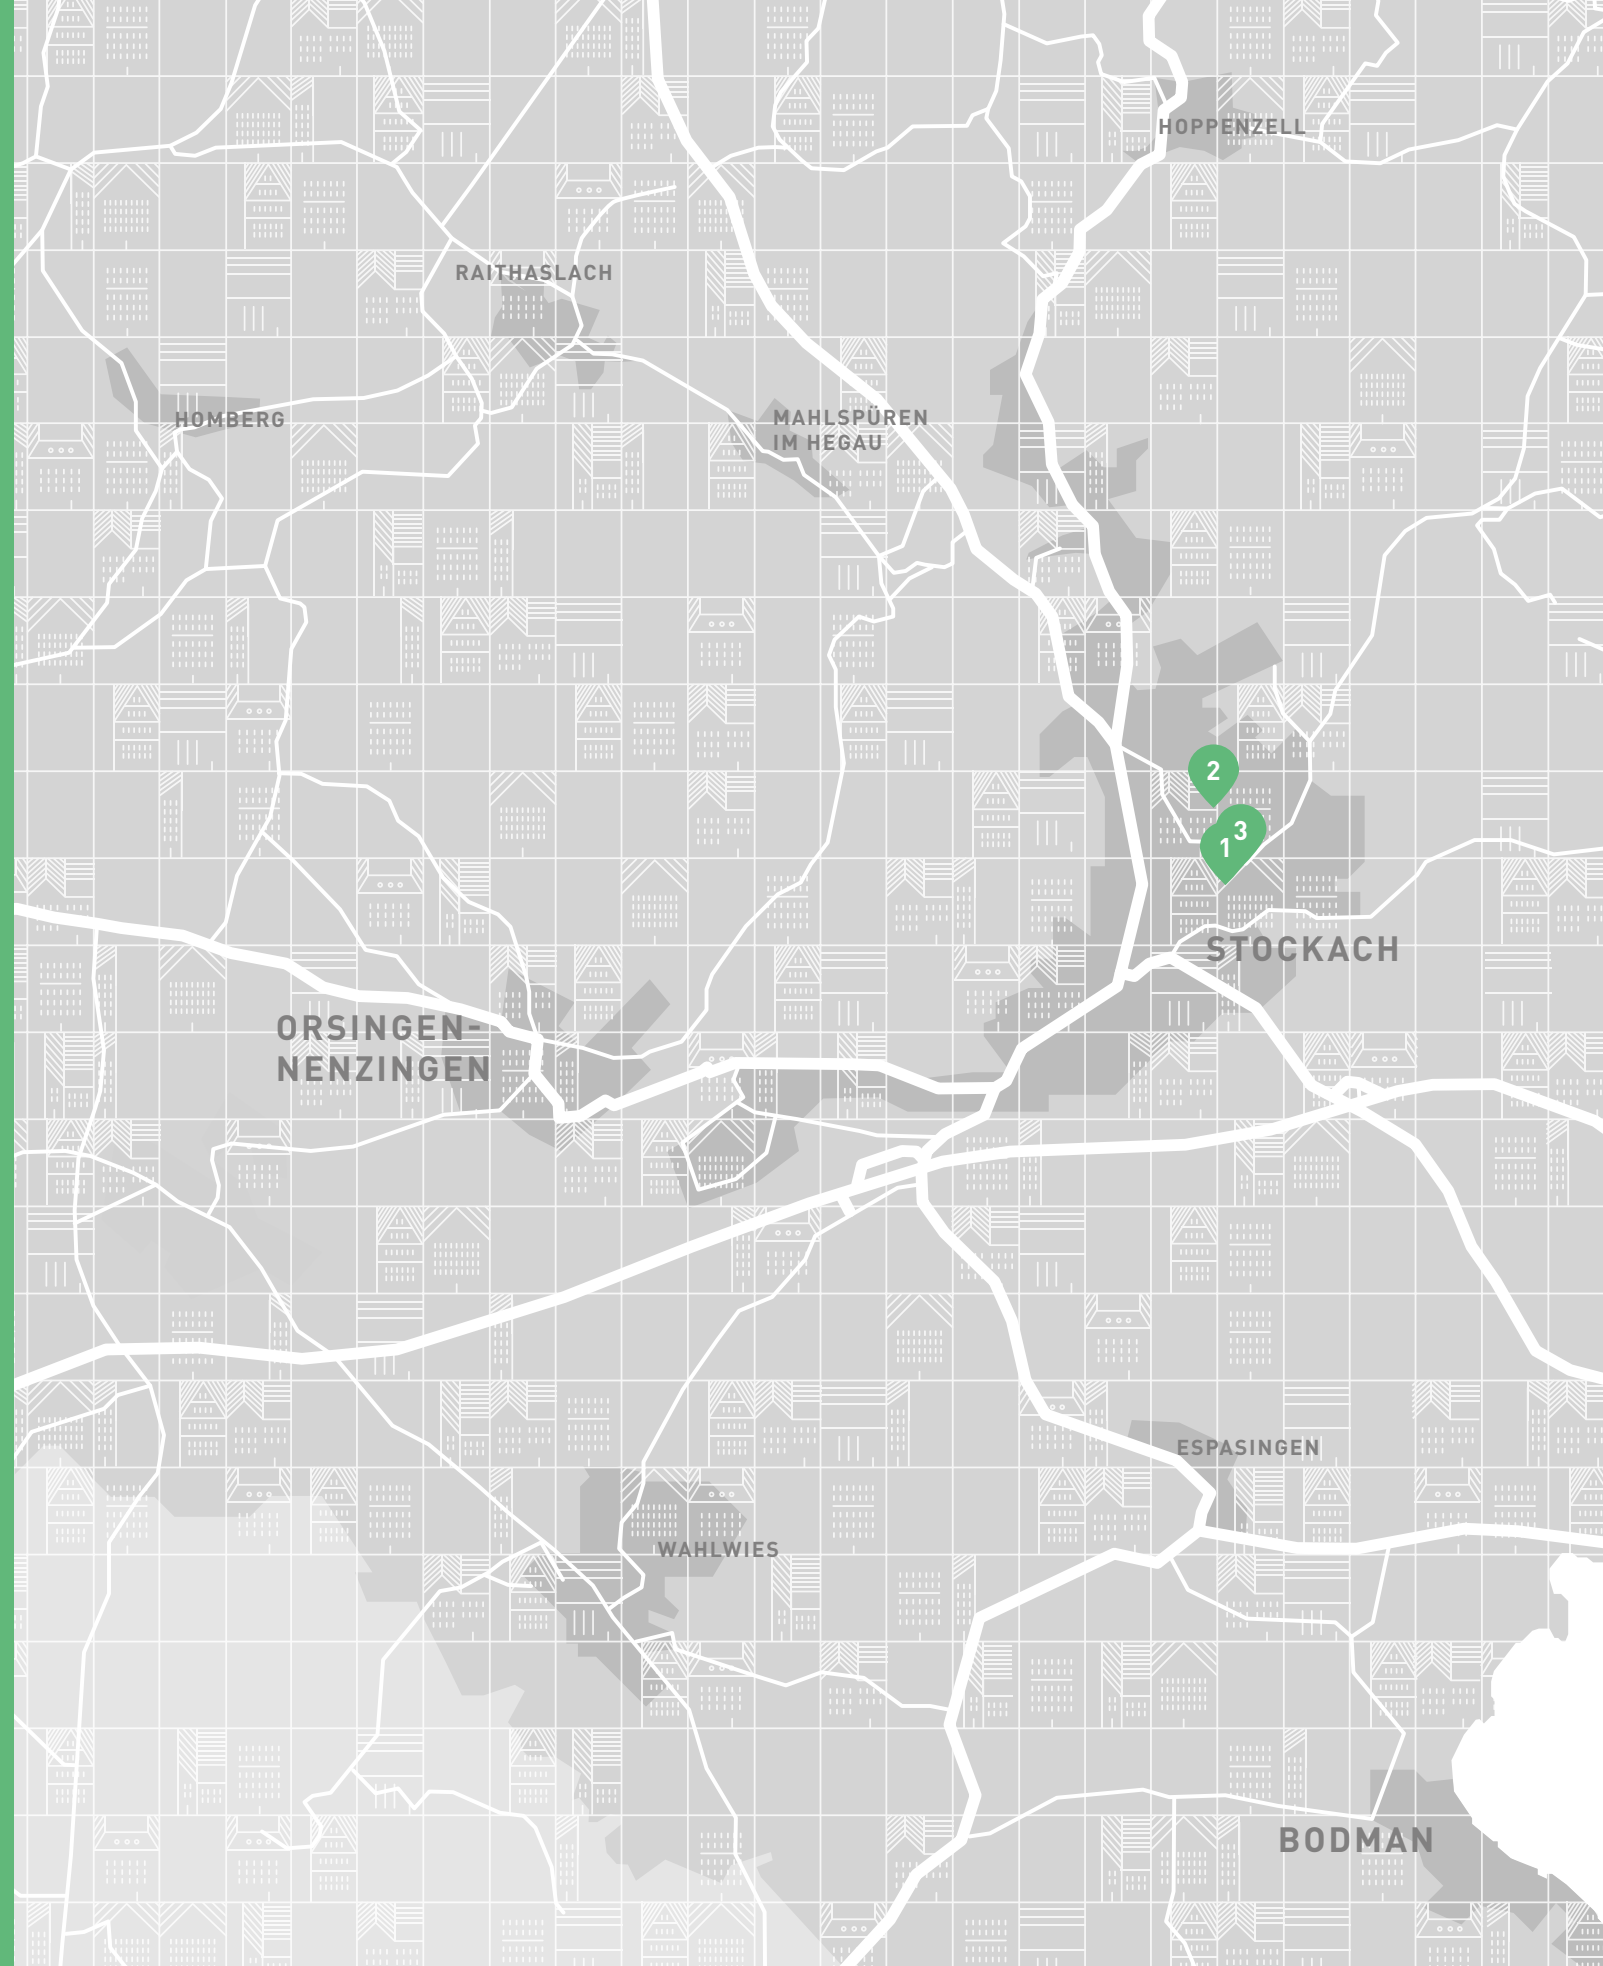 HOPPENZELL
RAITHASLACH
HOMBERG
MAHLSPÜREN
IM HEGAU
2
3
1
STOCKACH
ORSINGEN-
NENZINGEN
ESPASINGEN
WAHLWIES
BODMAN